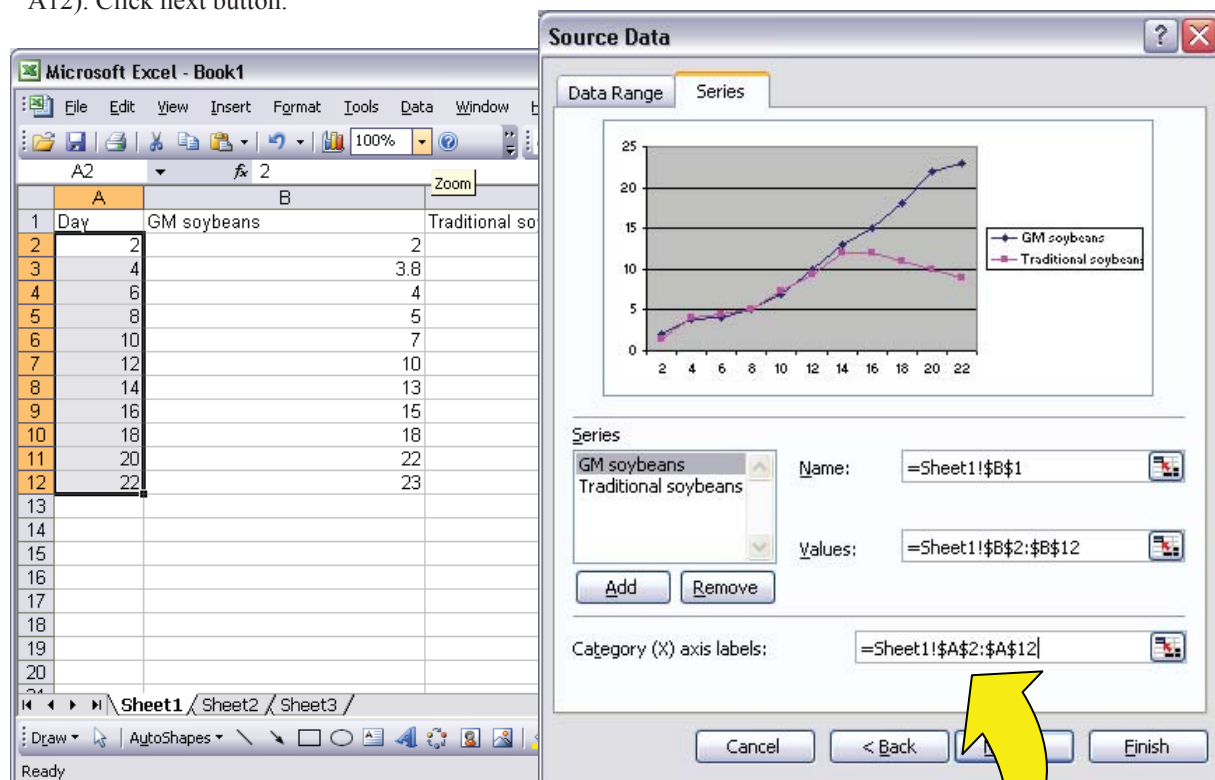 A12). Click next button.
Microsoft Excel - Book1
File Edit View Insert Format Tools Data Window
100%
A2 fx 2
Zoom
A B
1 Day GM soybeans Traditional so
2 2 2
3 4 3.8
4 6 4
5 8 5
6 10 7
7 12 10
8 14 13
9 16 15
10 18 18
11 20 22
12 22 23
13
14
15
16
17
18
19
20
Sheet1 Sheet2 Sheet3
Draw AutoShapes
Ready
Source Data
Data Range Series
25
20
15
10
5
0
2 4 6 8 10 12 14 16 18 20 22
GM soybeans
Traditional soybean
Series
GM soybeans
Traditional soybeans
Name: =Sheet1!$B$1
Values: =Sheet1!$B$2:$B$12
Add Remove
Category (X) axis labels: =Sheet1!$A$2:$A$12
Cancel < Back Finish